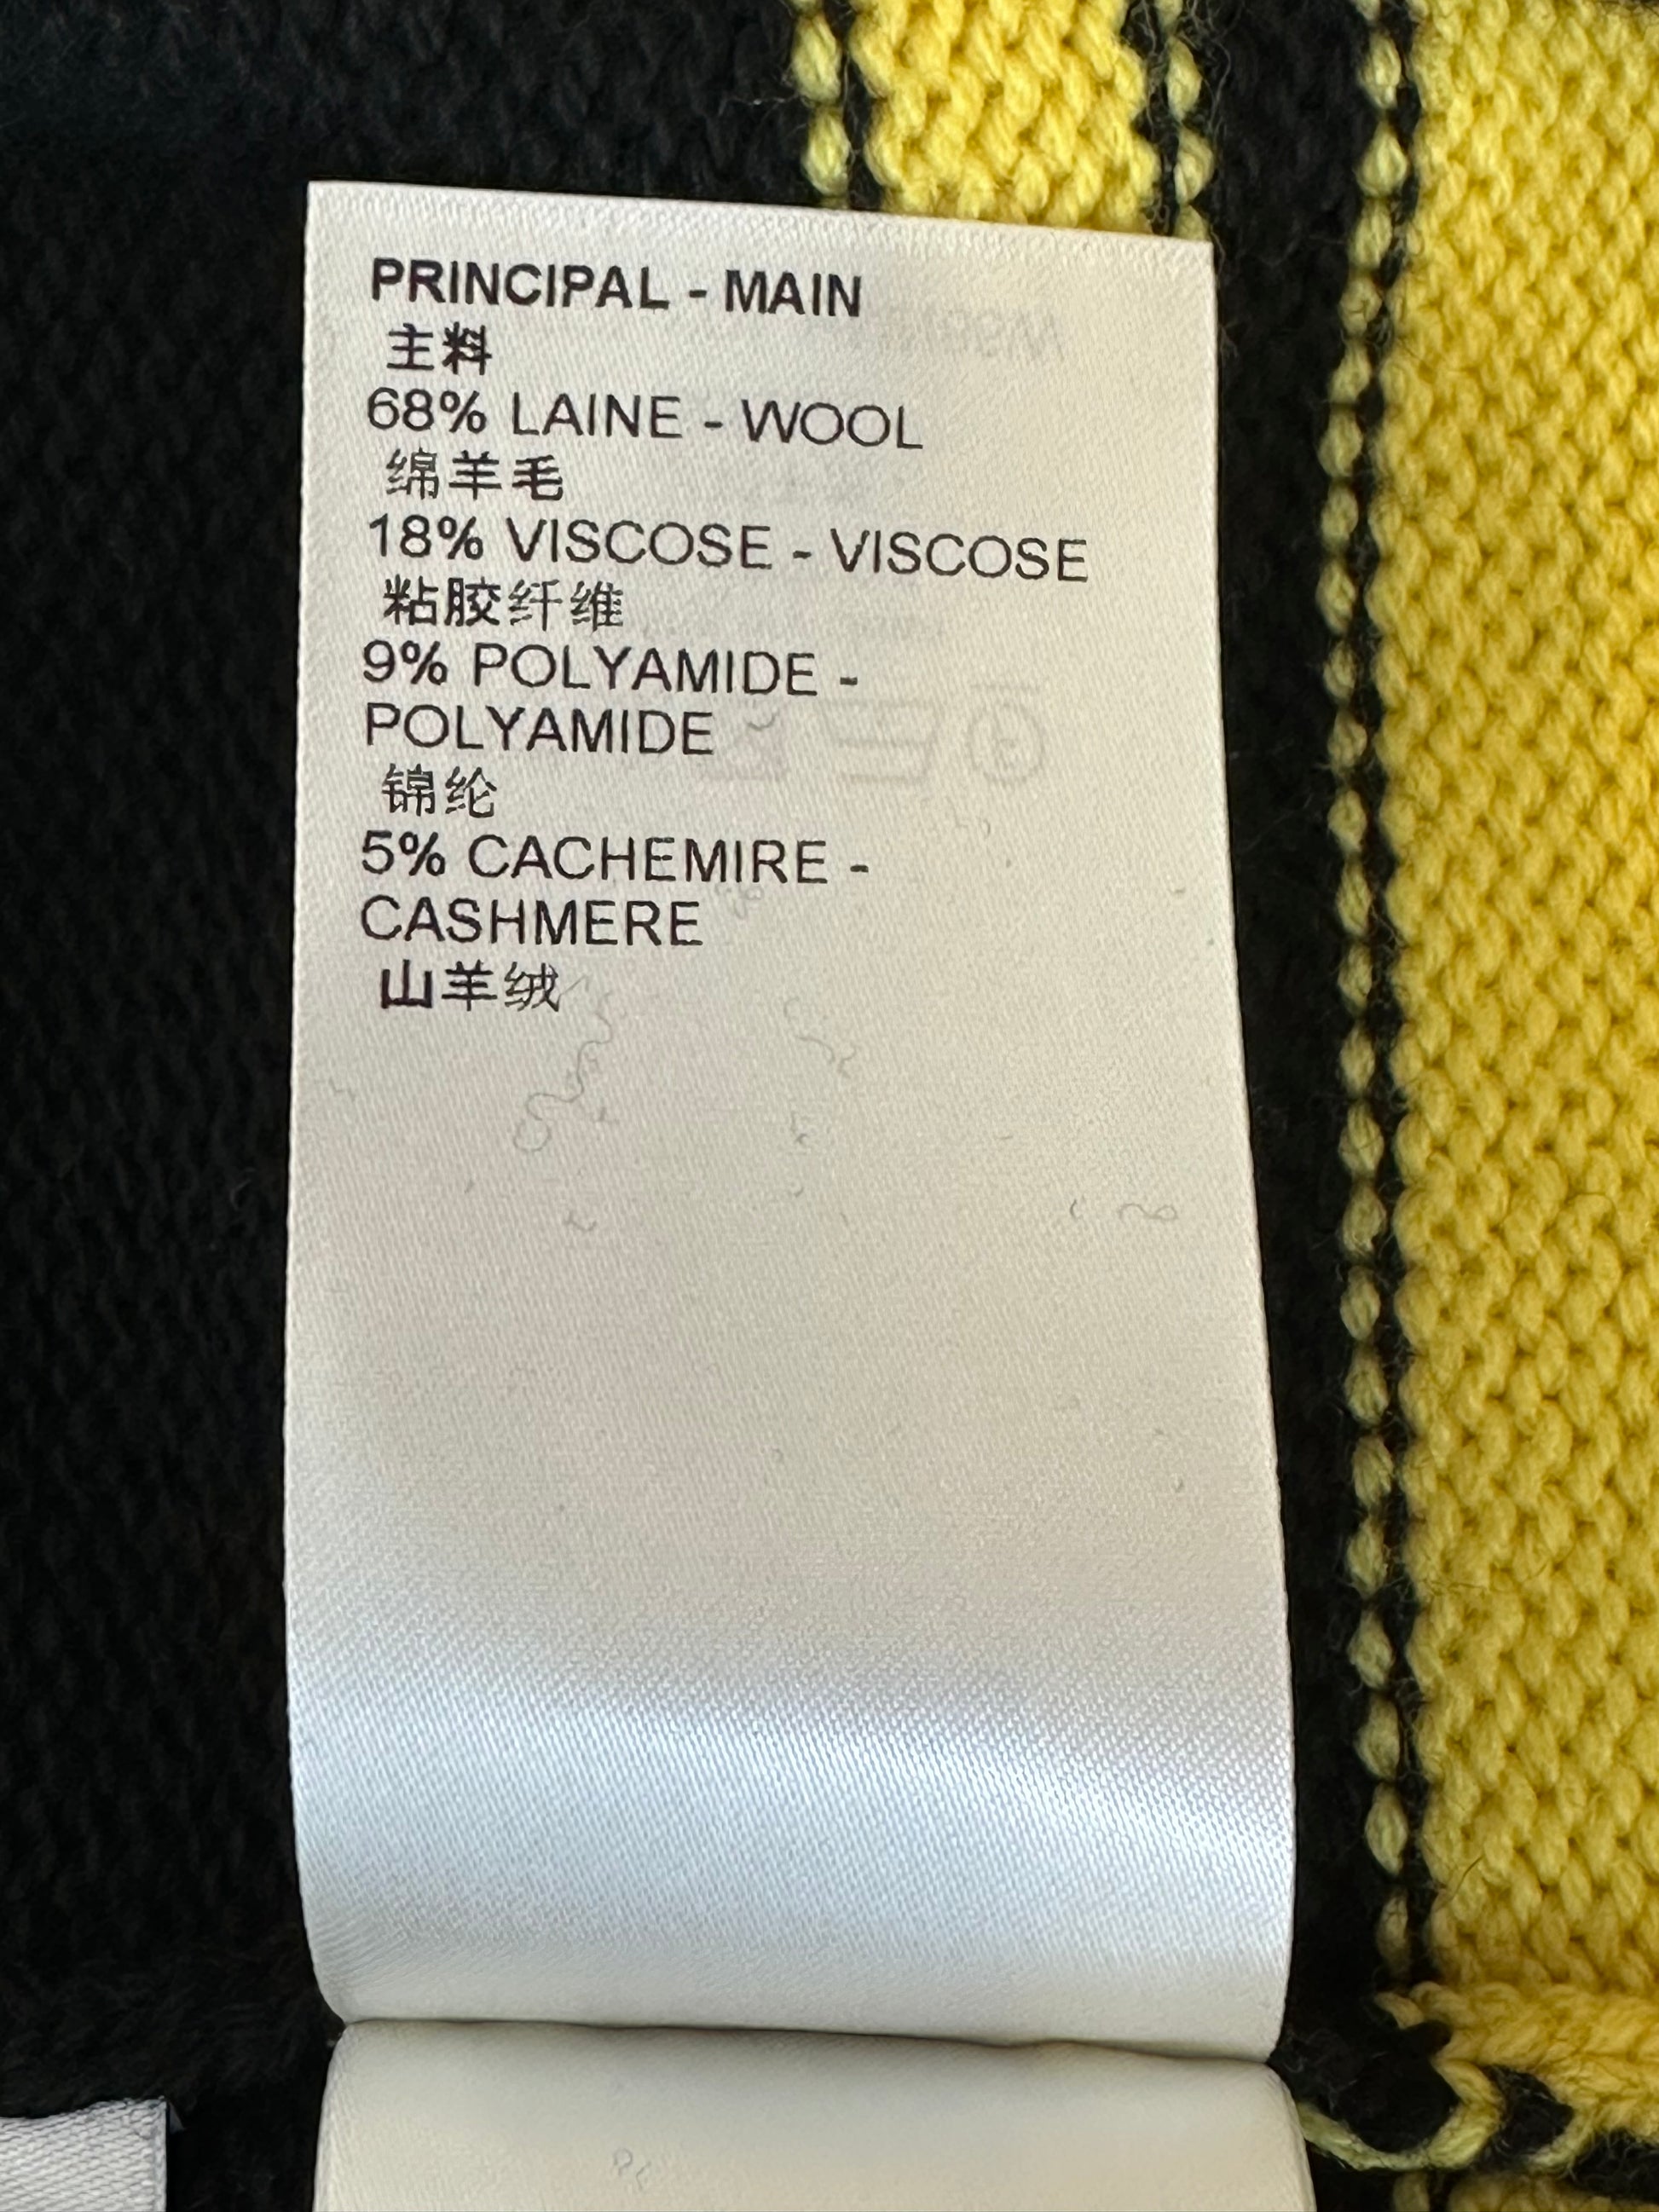 PRINCIPAL - MAIN
主料
68% LAINE - WOOL
绵羊毛
18% VISCOSE - VISCOSE
粘胶纤维
9% POLYAMIDE -
POLYAMIDE
锦纶
5% CACHEMIRE -
CASHMERE
山羊绒